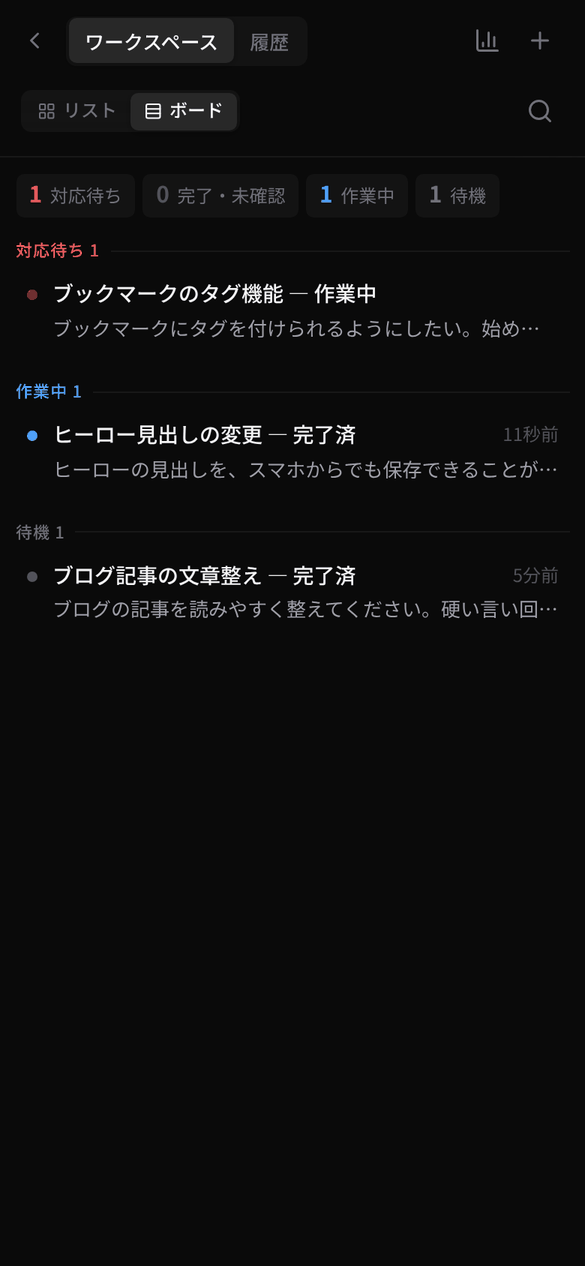 ワークスペース 履歴
リスト ボード
1 対応待ち 0 完了・未確認 1 作業中 1 待機
対応待ち 1
ブックマークのタグ機能 — 作業中
ブックマークにタグを付けられるようにしたい。始め…
作業中 1
ヒーロー見出しの変更 — 完了済 11秒前
ヒーローの見出しを、スマホからでも保存できることが…
待機 1
ブログ記事の文章整え — 完了済 5分前
ブログの記事を読みやすく整えてください。硬い言い回…